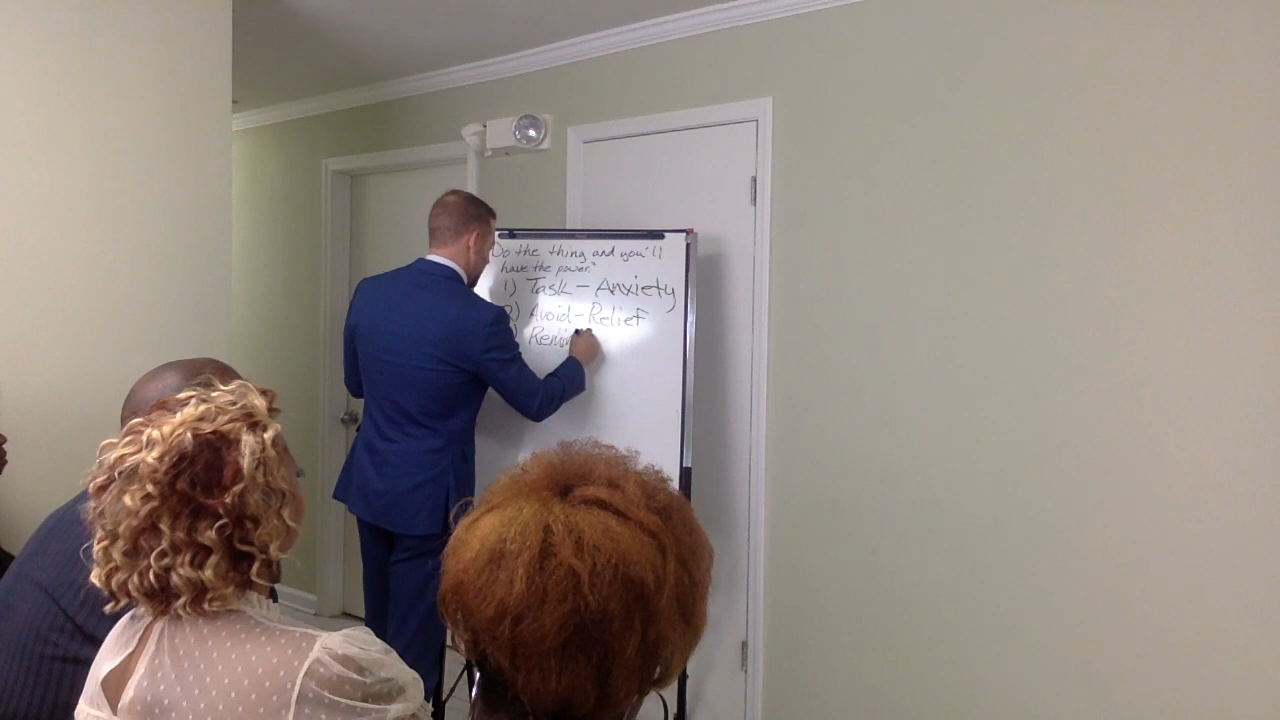 Do the thing and you'll
have the power."
1) Task - Anxiety
2) Avoid - Relief